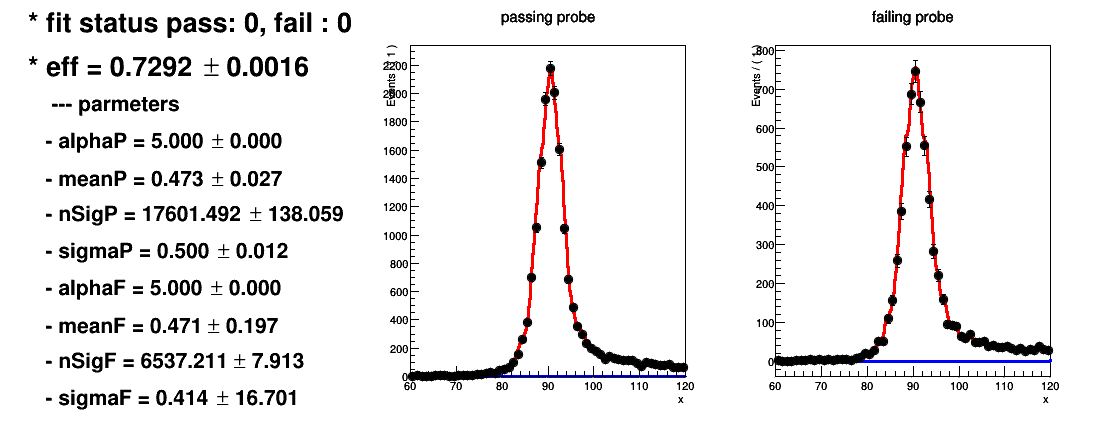 * fit status pass: 0, fail : 0
* eff = 0.7292 ± 0.0016
--- parmeters
- alphaP = 5.000 ± 0.000
- meanP = 0.473 ± 0.027
- nSigP = 17601.492 ± 138.059
- sigmaP = 0.500 ± 0.012
- alphaF = 5.000 ± 0.000
- meanF = 0.471 ± 0.197
- nSigF = 6537.211 ± 7.913
- sigmaF = 0.414 ± 16.701
passing probe
Events / ( 1 )
2200
2000
1800
1600
1400
1200
1000
800
600
400
200
0
60 70 80 90 100 110 120
x
failing probe
Events / ( 1 )
800
700
600
500
400
300
200
100
0
60 70 80 90 100 110 120
x